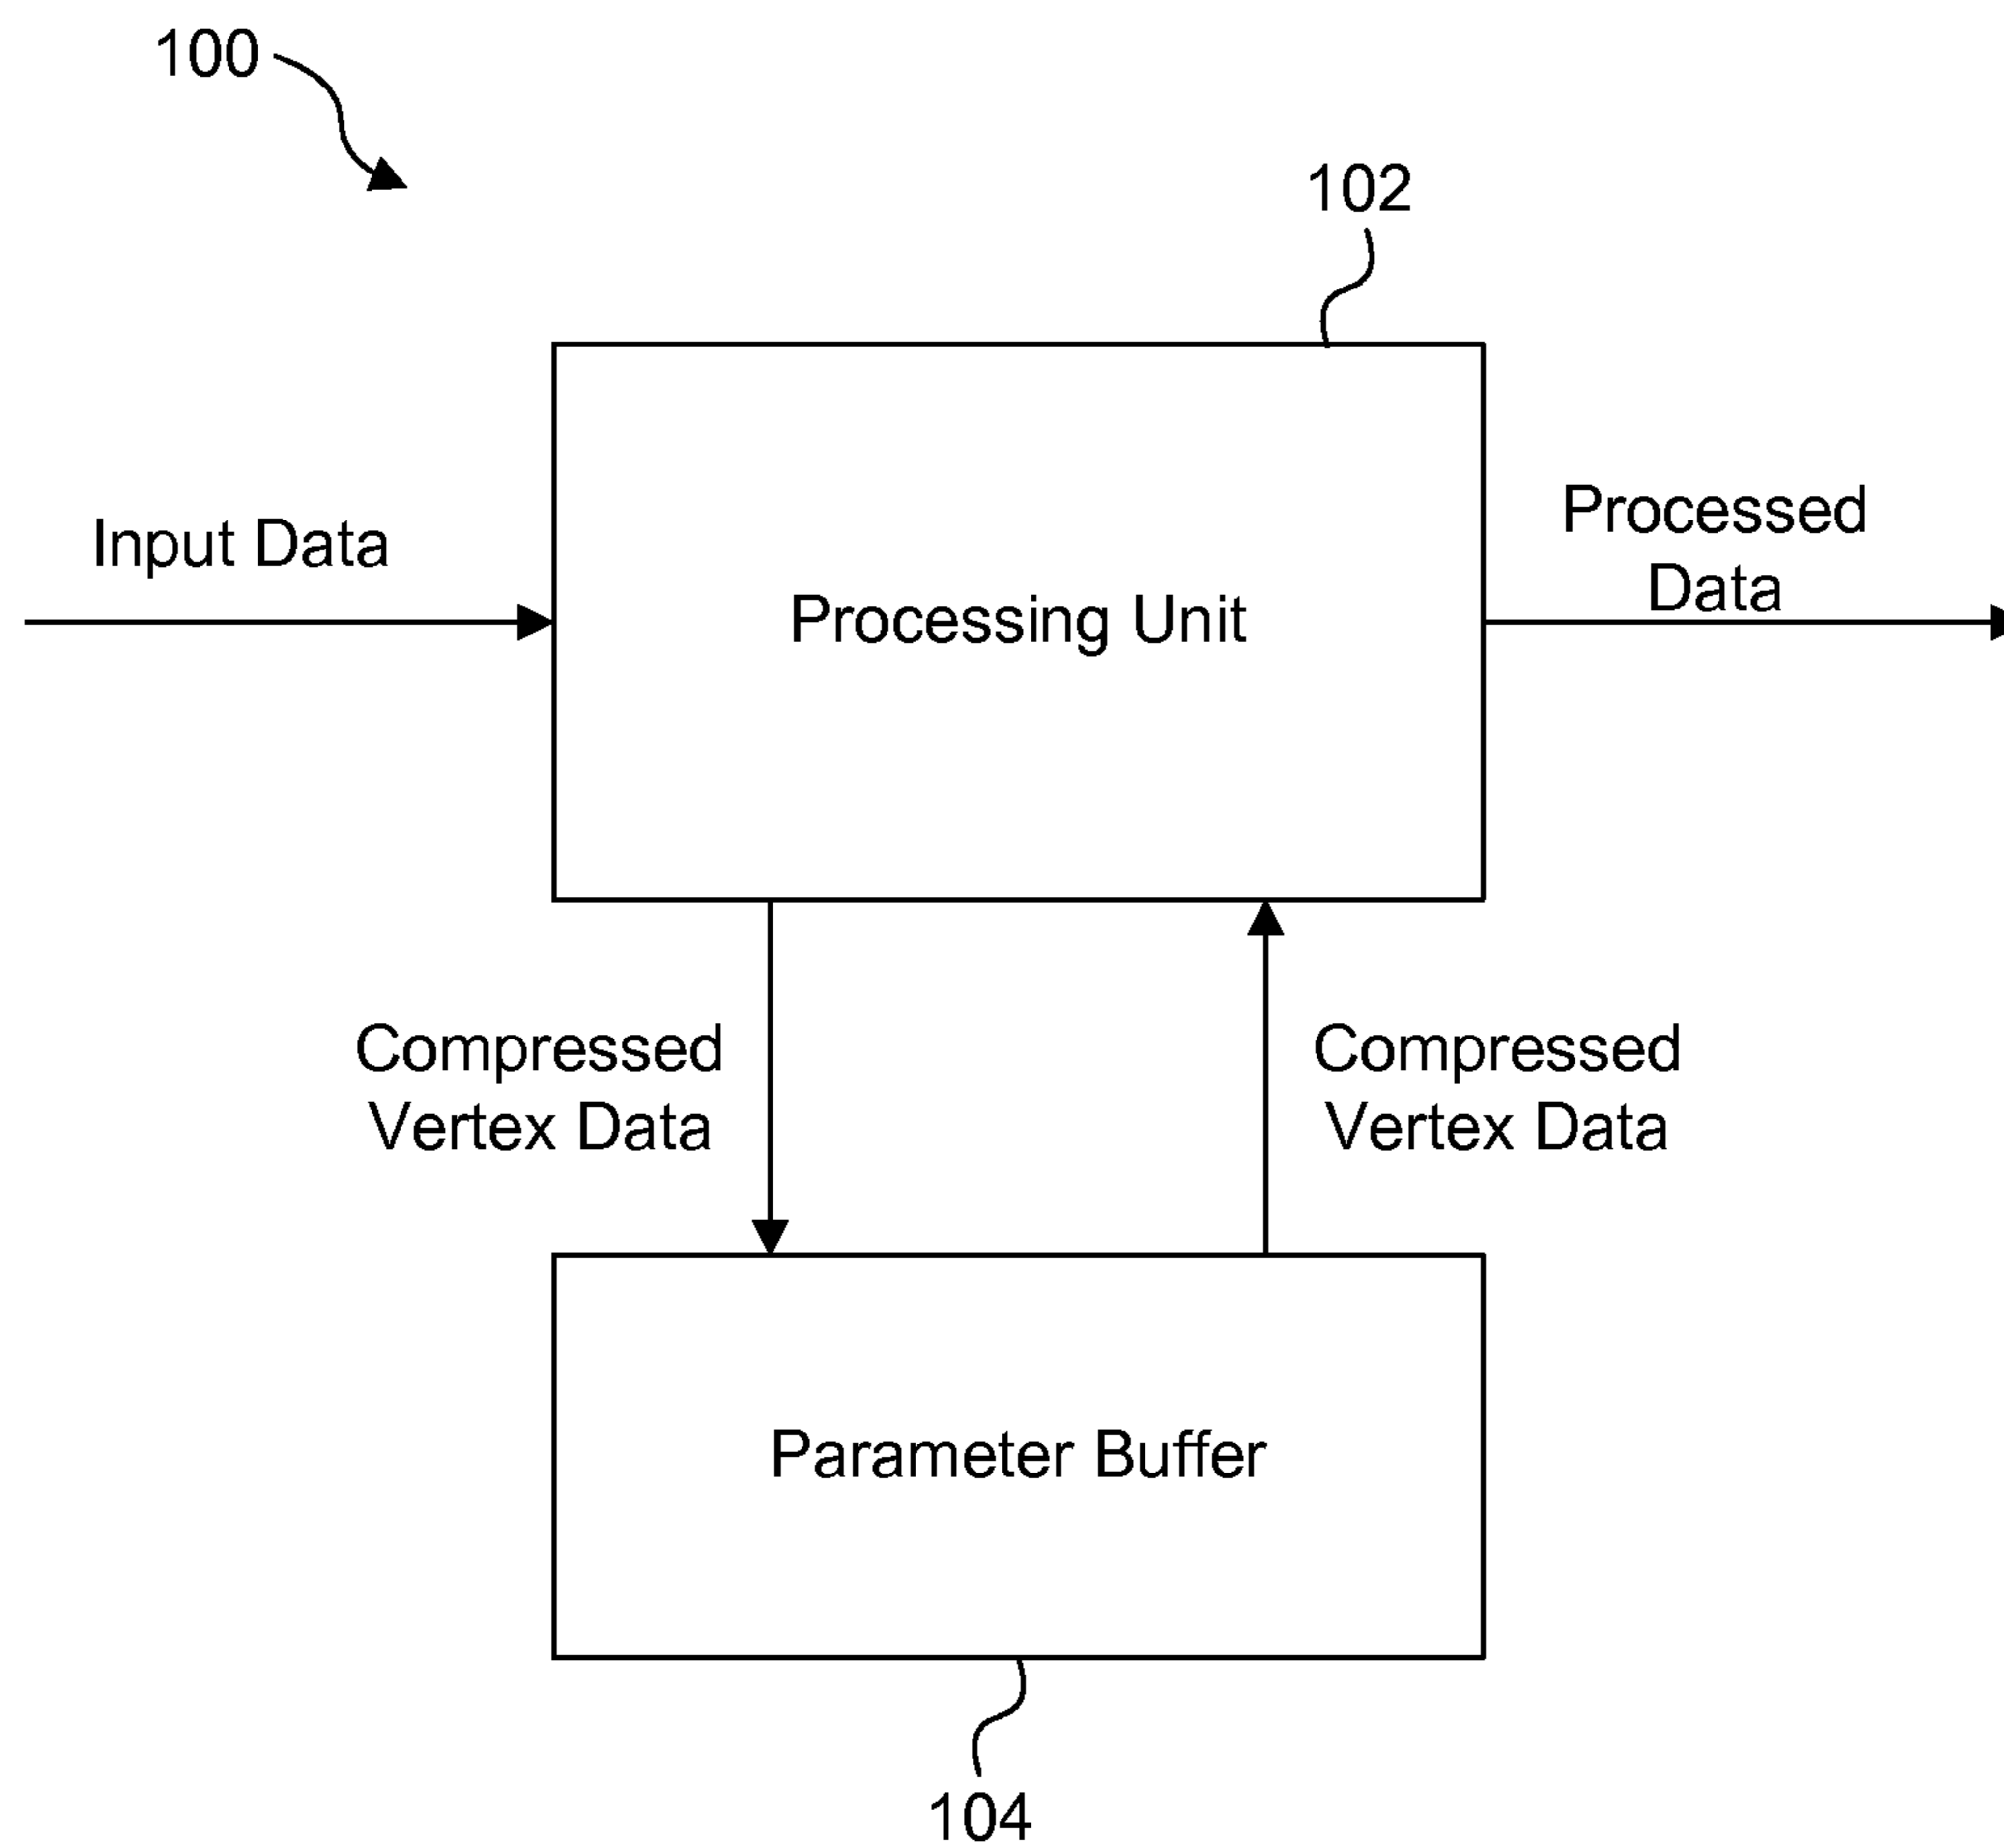 100
102
Input Data
Processed
Data
Processing Unit
Compressed
Vertex Data
Compressed
Vertex Data
Parameter Buffer
104